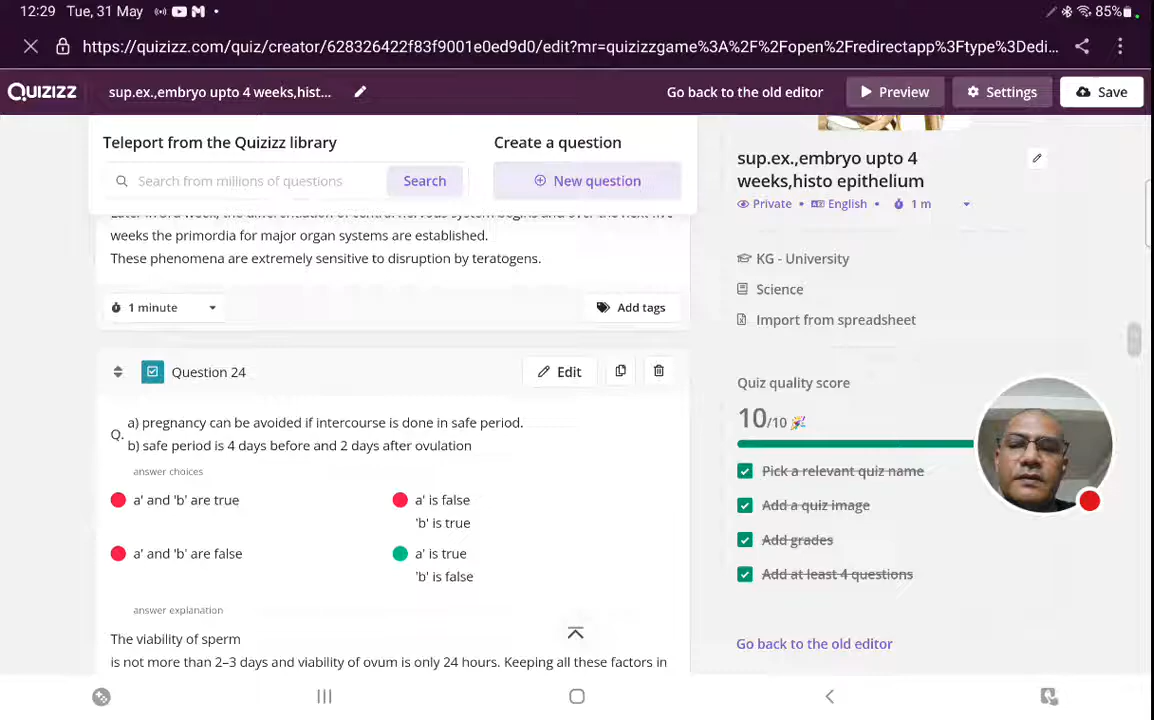 12:29 Tue, 31 May
85%
https://quizizz.com/quiz/creator/628326422f83f9001e0ed9d0/edit?mr=quizizzgame%3A%2F%2Fopen%2Fredirectapp%3Ftype%3Dedi...
QUIZIZZ
sup.ex.,embryo upto 4 weeks,hist...
Go back to the old editor
Preview
Settings
Save
Teleport from the Quizizz library
Create a question
Search from millions of questions
Search
New question
weeks the primordia for major organ systems are established.
These phenomena are extremely sensitive to disruption by teratogens.
1 minute
Add tags
Question 24
Edit
Q.
a) pregnancy can be avoided if intercourse is done in safe period.
b) safe period is 4 days before and 2 days after ovulation
answer choices
a' and 'b' are true
a' is false
'b' is true
a' and 'b' are false
a' is true
'b' is false
answer explanation
The viability of sperm
is not more than 2–3 days and viability of ovum is only 24 hours. Keeping all these factors in
sup.ex.,embryo upto 4
weeks,histo epithelium
Private • English • 1 m
KG - University
Science
Import from spreadsheet
Quiz quality score
10/10
Pick a relevant quiz name
Add a quiz image
Add grades
Add at least 4 questions
Go back to the old editor